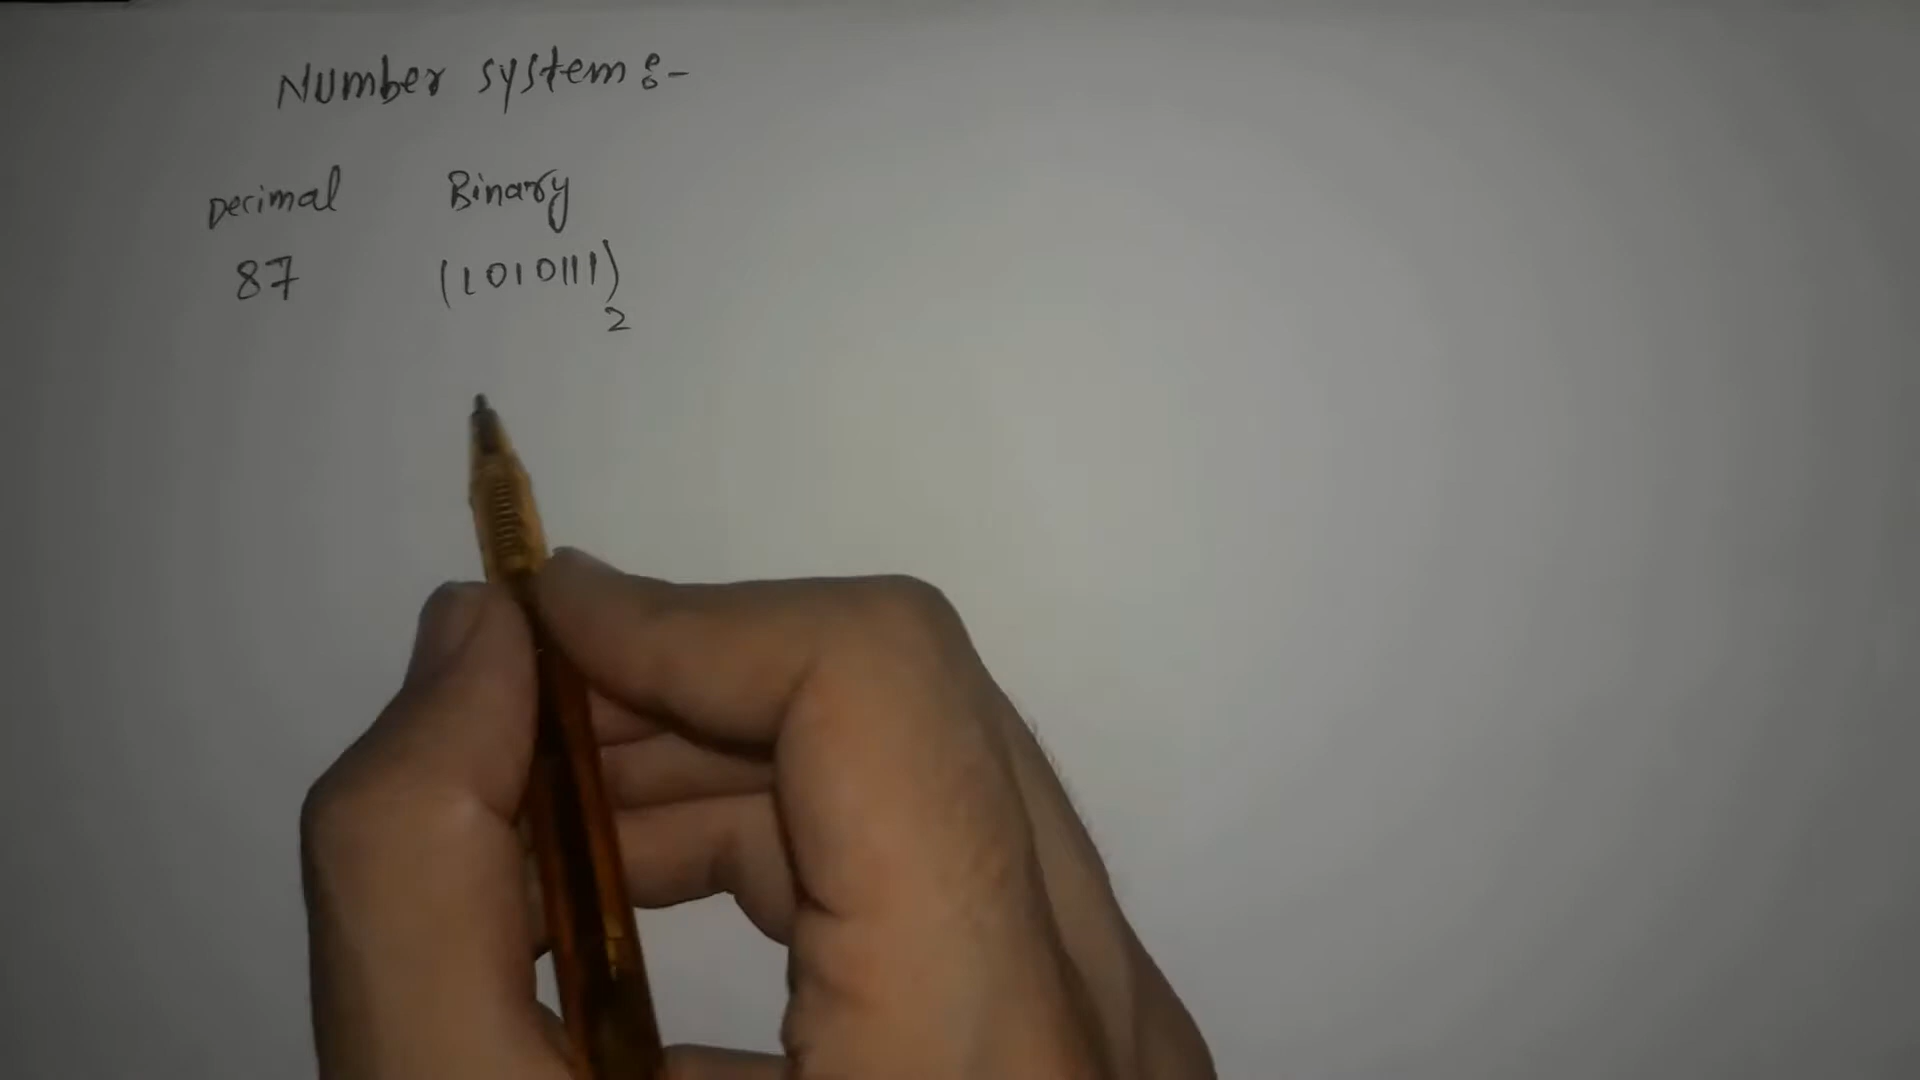 Number system :-
Decimal Binary
87 (1010111)
2